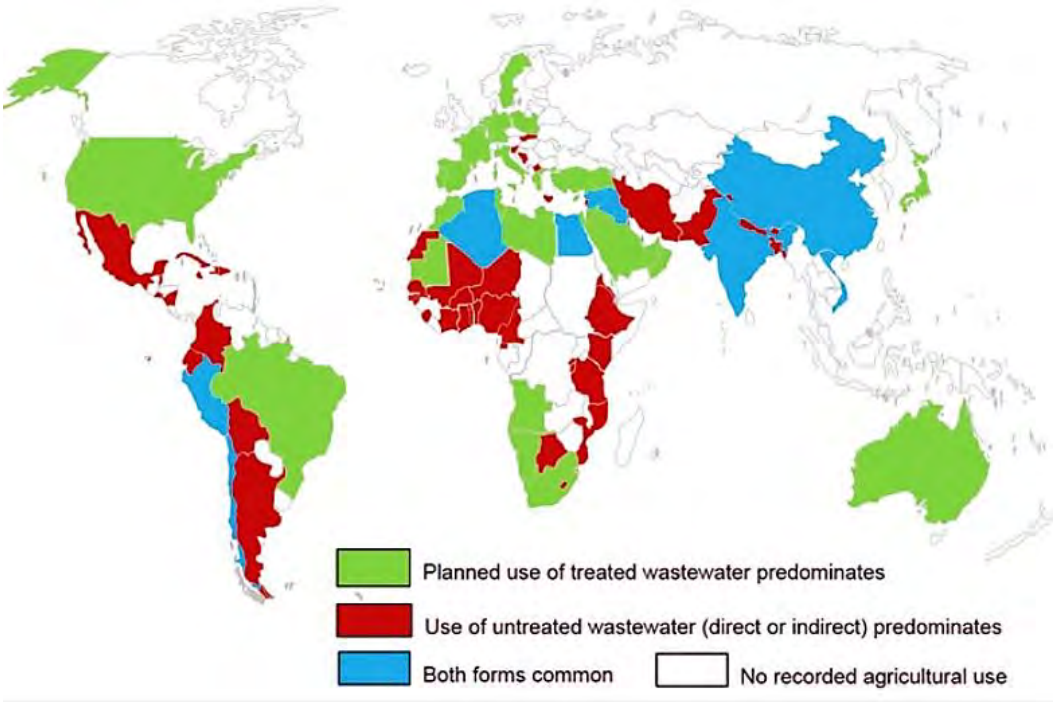 Planned use of treated wastewater predominates
Use of untreated wastewater (direct or indirect) predominates
Both forms common
No recorded agricultural use